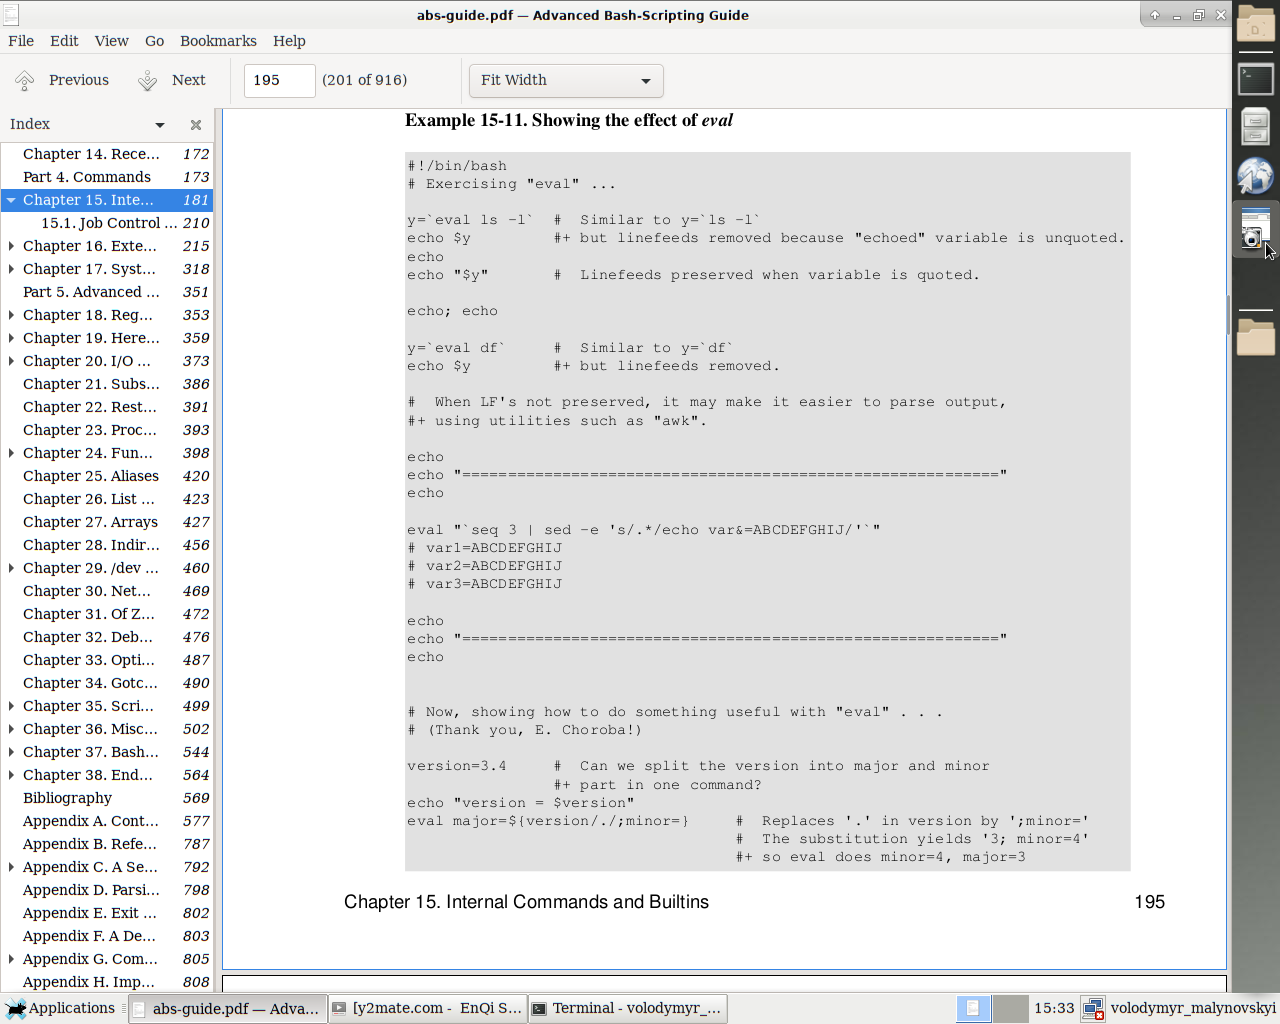 abs-guide.pdf — Advanced Bash-Scripting Guide
File Edit View Go Bookmarks Help
Previous Next 195 (201 of 916) Fit Width
Index
Chapter 14. Rece... 172
Part 4. Commands 173
Chapter 15. Inte... 181
15.1. Job Control ... 210
Chapter 16. Exte... 215
Chapter 17. Syst... 318
Part 5. Advanced ... 351
Chapter 18. Reg... 353
Chapter 19. Here... 359
Chapter 20. I/O ... 373
Chapter 21. Subs... 386
Chapter 22. Rest... 391
Chapter 23. Proc... 393
Chapter 24. Fun... 398
Chapter 25. Aliases 420
Chapter 26. List ... 423
Chapter 27. Arrays 427
Chapter 28. Indir... 456
Chapter 29. /dev ... 460
Chapter 30. Net... 469
Chapter 31. Of Z... 472
Chapter 32. Deb... 476
Chapter 33. Opti... 487
Chapter 34. Gotc... 490
Chapter 35. Scri... 499
Chapter 36. Misc... 502
Chapter 37. Bash... 544
Chapter 38. End... 564
Bibliography 569
Appendix A. Cont... 577
Appendix B. Refe... 787
Appendix C. A Se... 792
Appendix D. Parsi... 798
Appendix E. Exit ... 802
Appendix F. A De... 803
Appendix G. Com... 805
Appendix H. Imp... 808
Example 15-11. Showing the effect of eval
#!/bin/bash
# Exercising "eval" ...
y=`eval ls -l`  #  Similar to y=`ls -l`
echo $y         #+ but linefeeds removed because "echoed" variable is unquoted.
echo
echo "$y"       #  Linefeeds preserved when variable is quoted.
echo; echo
y=`eval df`     #  Similar to y=`df`
echo $y         #+ but linefeeds removed.
#  When LF's not preserved, it may make it easier to parse output,
#+ using utilities such as "awk".
echo
echo "==========================================================="
echo
eval "`seq 3 | sed -e 's/.*/echo var&=ABCDEFGHIJ/'`"
# var1=ABCDEFGHIJ
# var2=ABCDEFGHIJ
# var3=ABCDEFGHIJ
echo
echo "==========================================================="
echo
# Now, showing how to do something useful with "eval" . . .
# (Thank you, E. Choroba!)
version=3.4     #  Can we split the version into major and minor
#+ part in one command?
echo "version = $version"
eval major=${version/./;minor=}     #  Replaces '.' in version by ';minor='
#  The substitution yields '3; minor=4'
#+ so eval does minor=4, major=3
Chapter 15. Internal Commands and Builtins 195
Applications abs-guide.pdf — Adva... [y2mate.com - EnQi S... Terminal - volodymyr_... 15:33 volodymyr_malynovskyi